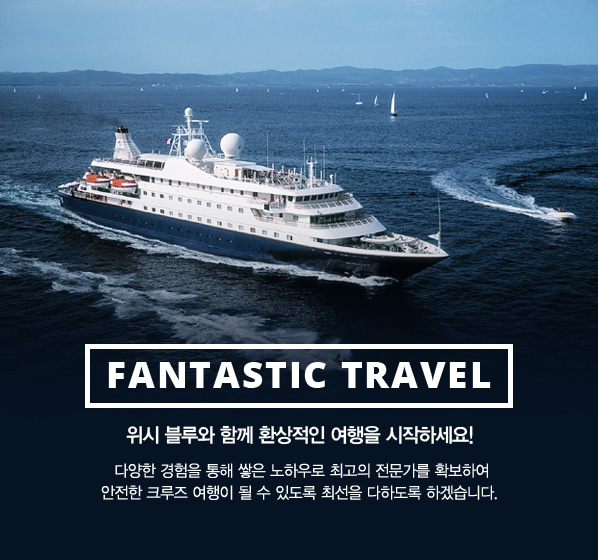 FANTASTIC TRAVEL
위시 블루와 함께 환상적인 여행을 시작하세요!
다양한 경험을 통해 쌓은 노하우로 최고의 전문가를 확보하여
안전한 크루즈 여행이 될 수 있도록 최선을 다하도록 하겠습니다.